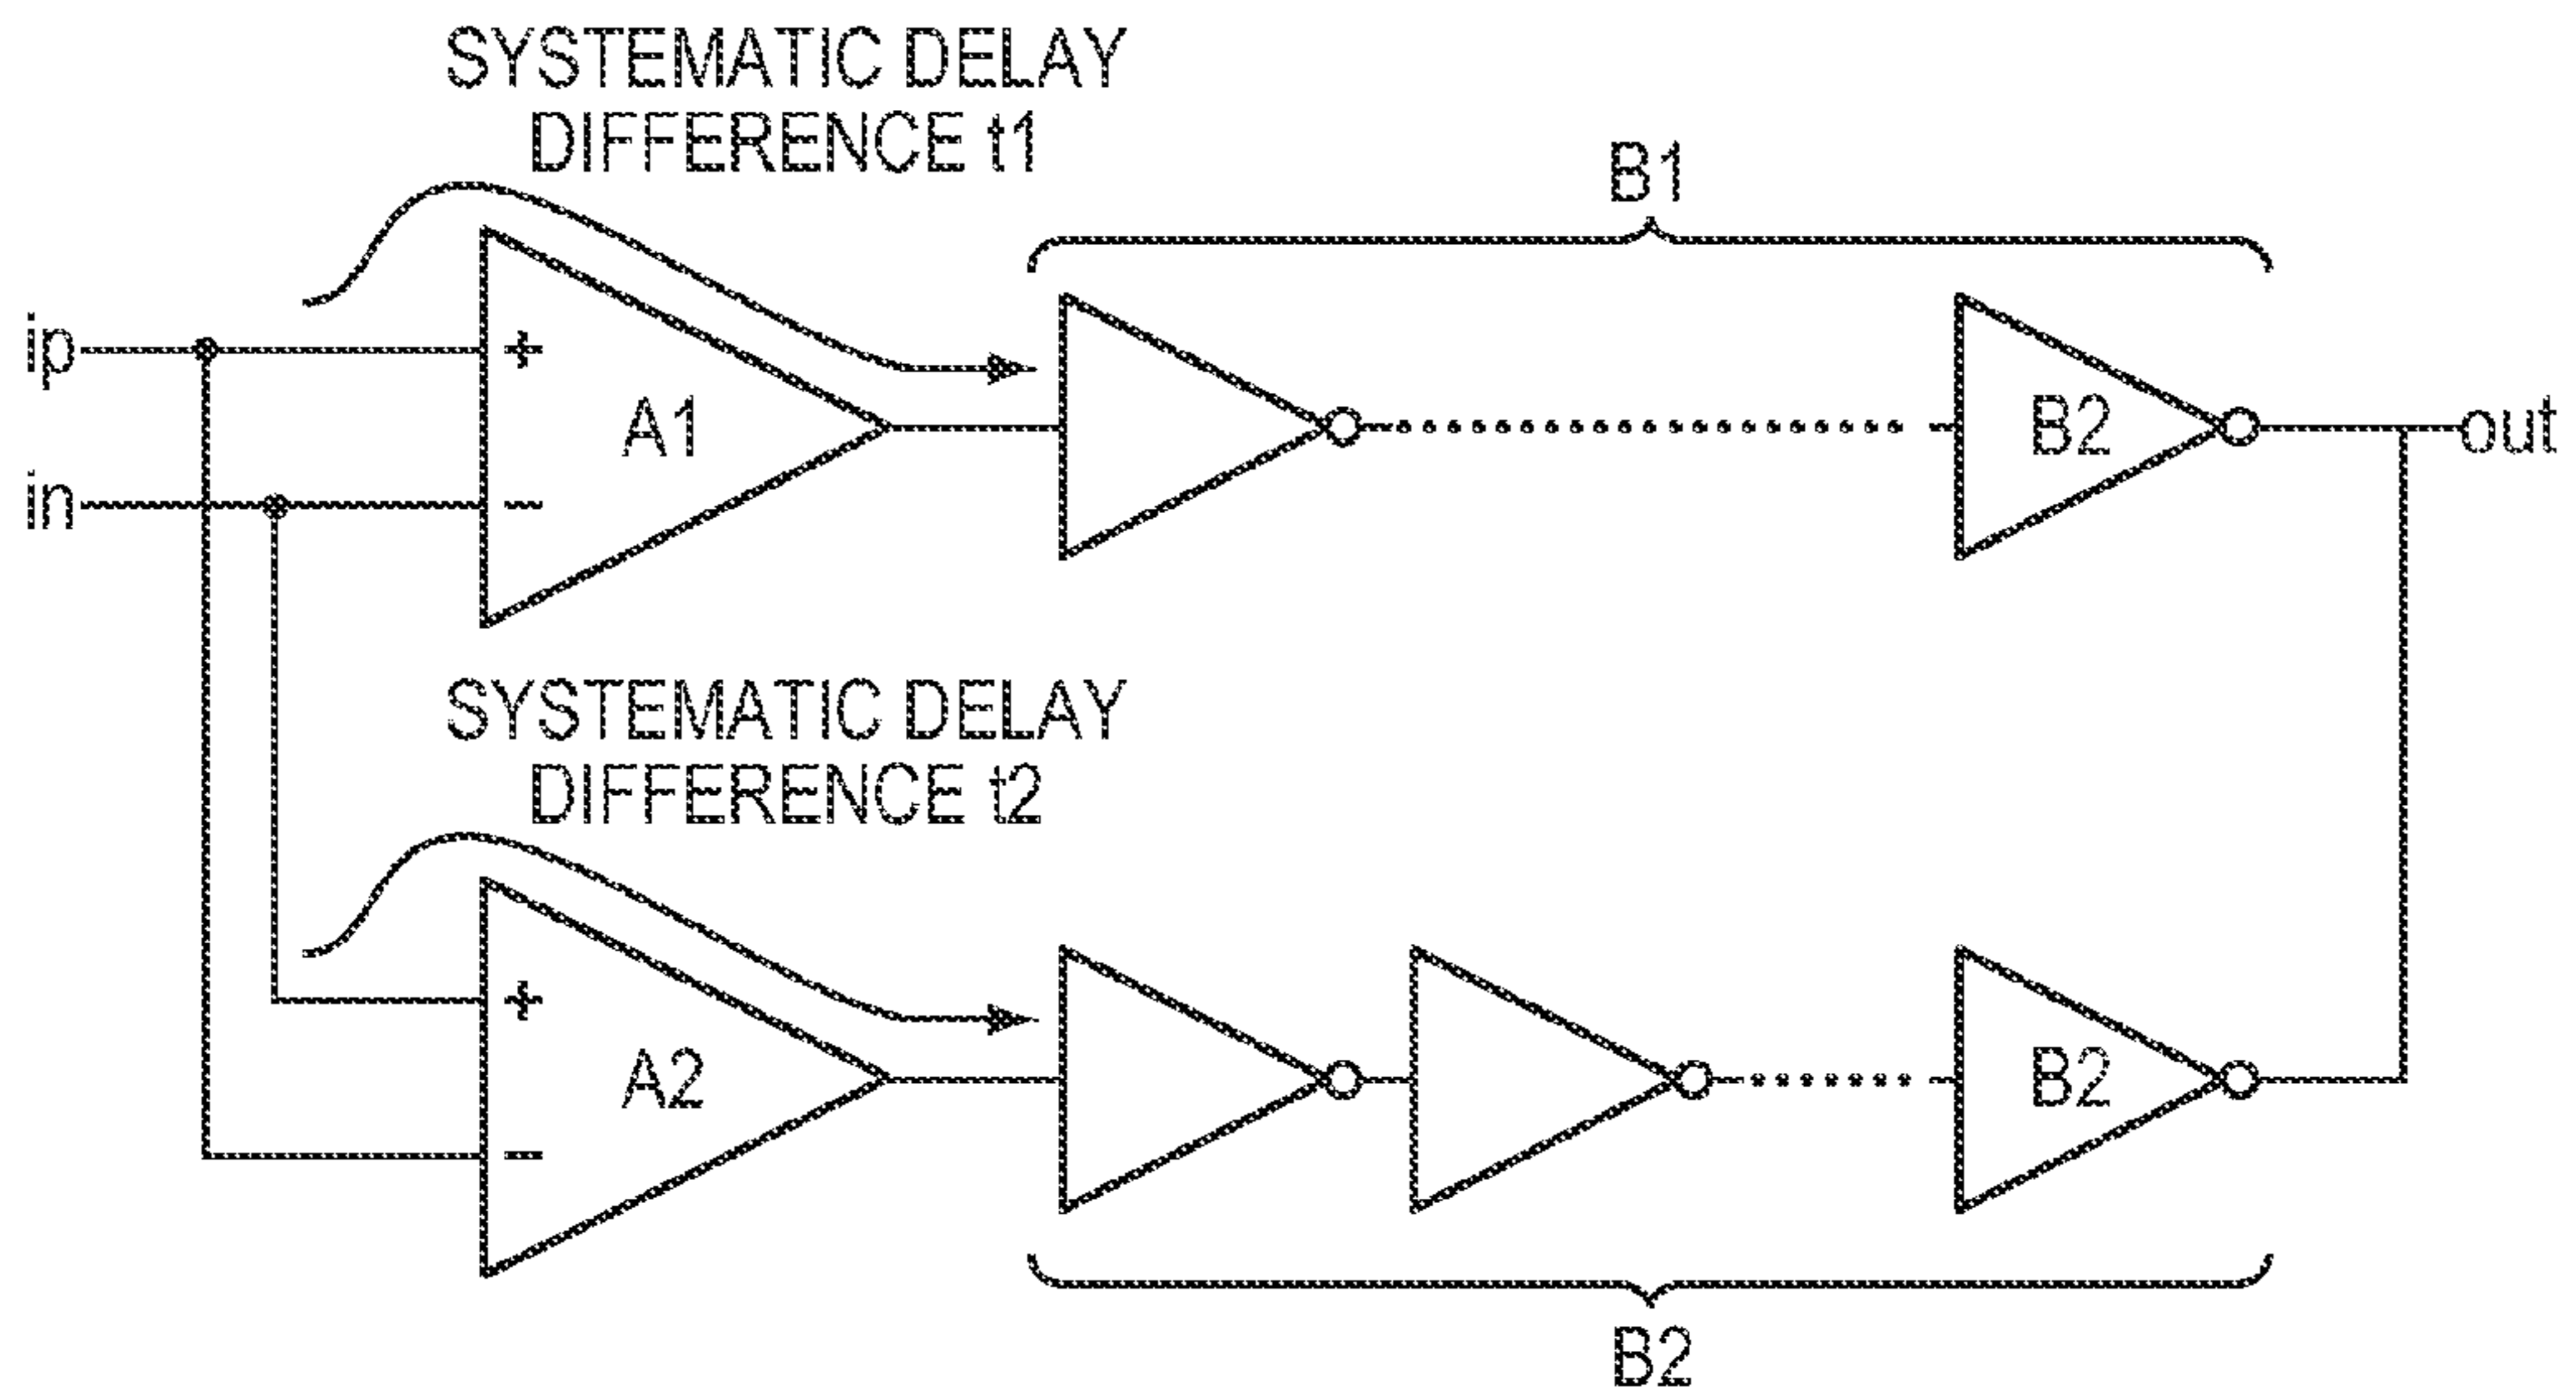 SYSTEMATIC DELAY
DIFFERENCE t1
B1
ip
+
A1
B2
out
in
−
SYSTEMATIC DELAY
DIFFERENCE t2
+
A2
B2
−
B2